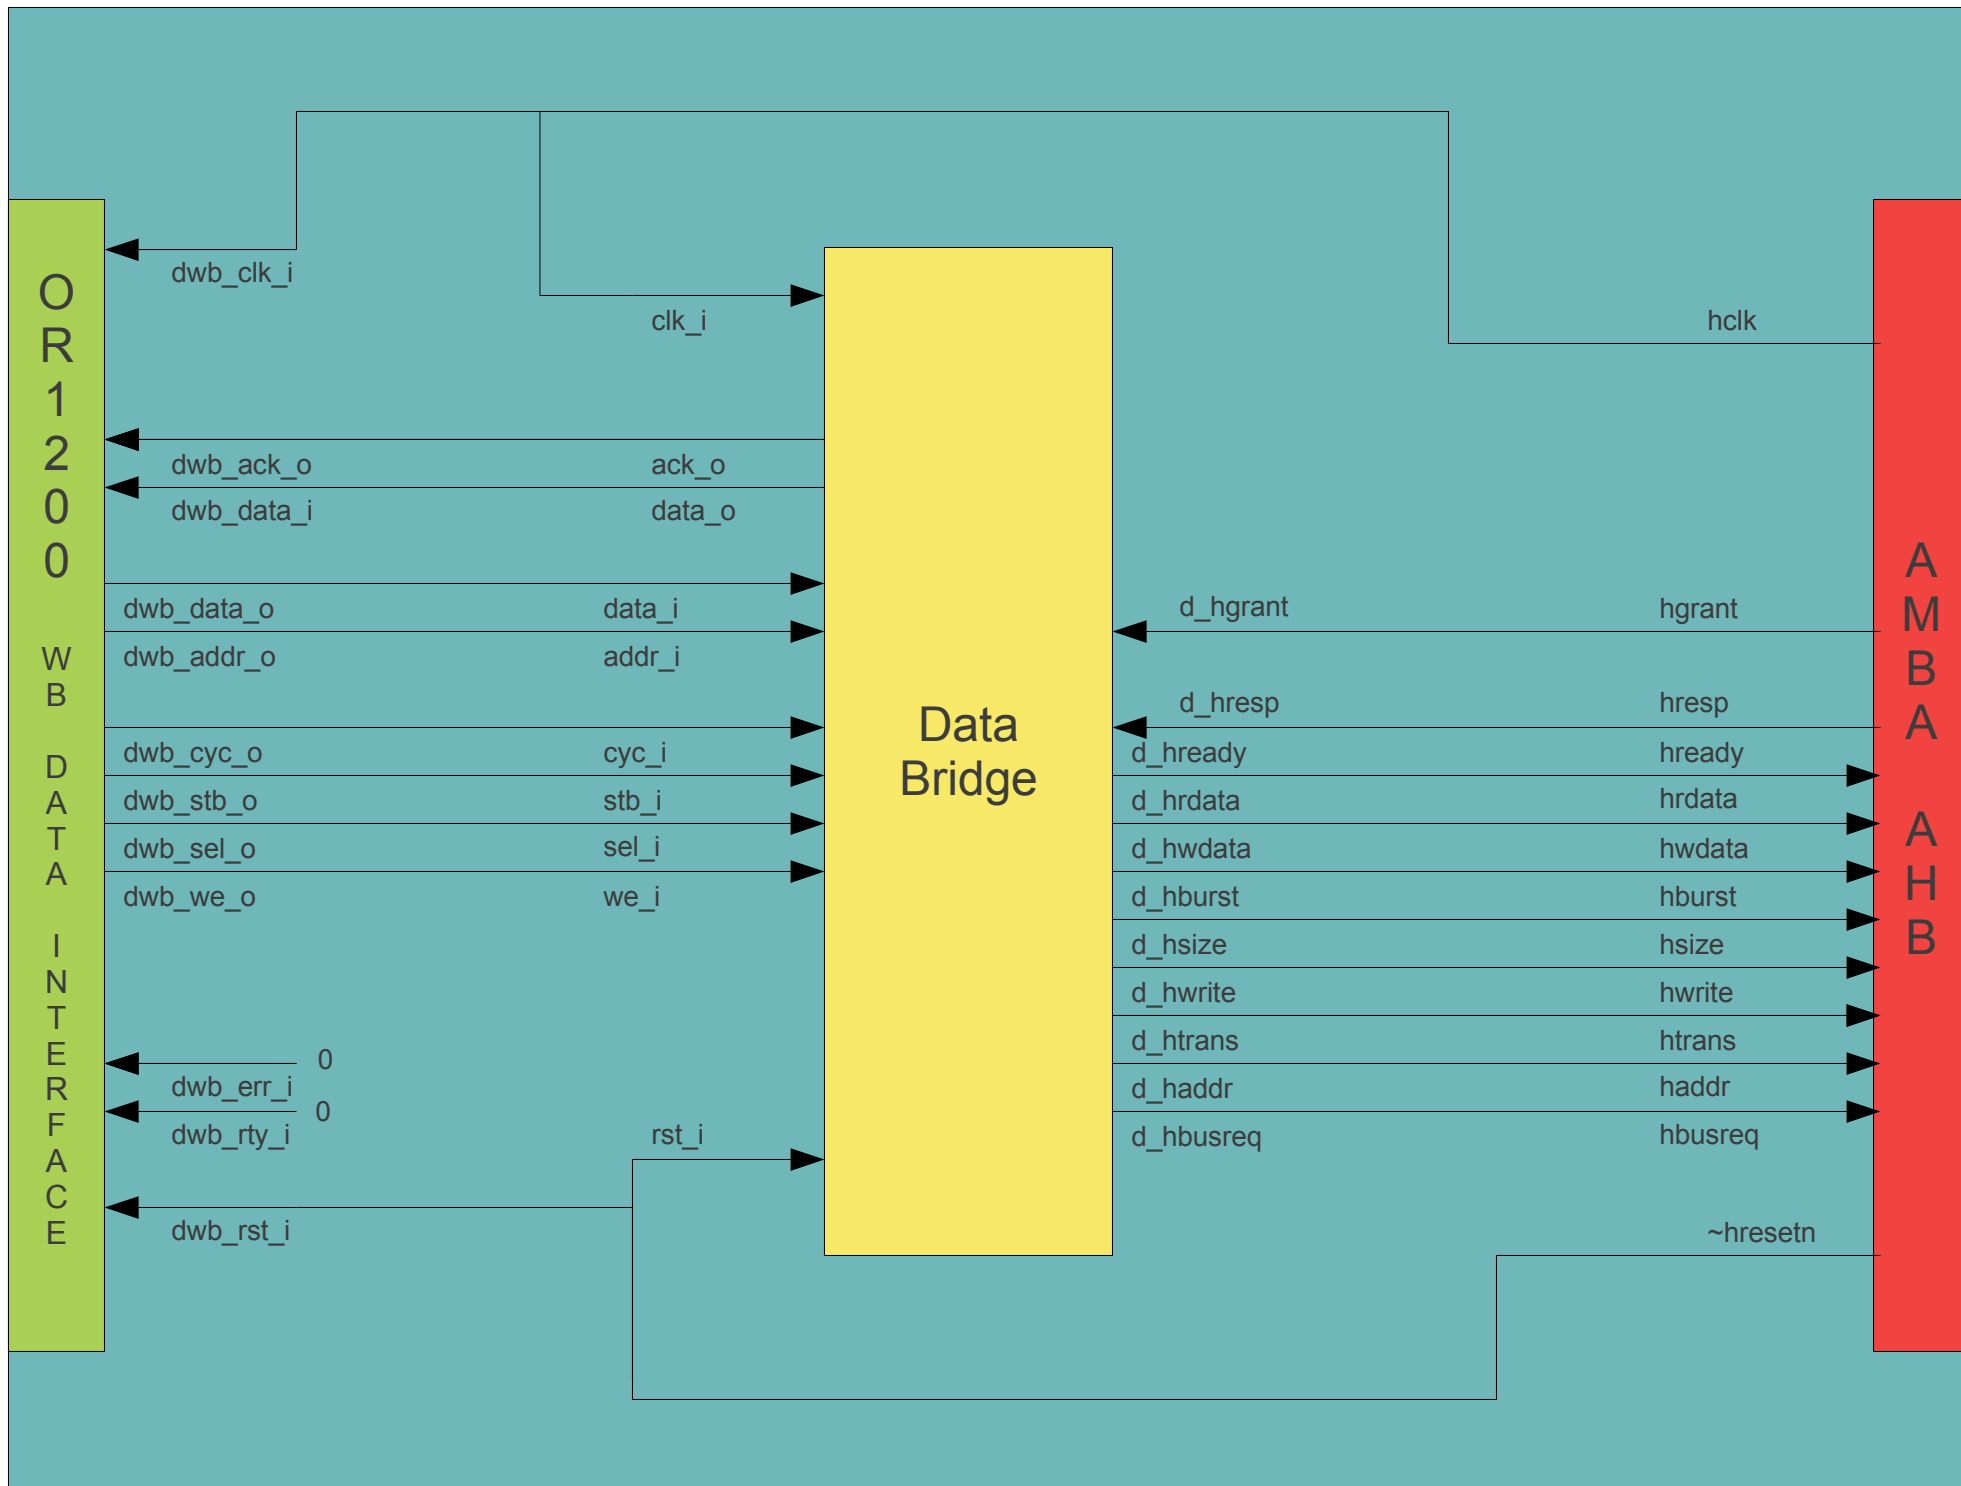 OR1200 WB DATA INTERFACE
dwb_clk_i
clk_i
hclk
dwb_ack_o
ack_o
dwb_data_i
data_o
dwb_data_o
data_i
dwb_addr_o
addr_i
dwb_cyc_o
cyc_i
dwb_stb_o
stb_i
dwb_sel_o
sel_i
dwb_we_o
we_i
0
dwb_err_i
0
dwb_rty_i
rst_i
dwb_rst_i
Data
Bridge
d_hgrant
hgrant
d_hresp
hresp
d_hready
hready
d_hrdata
hrdata
d_hwdata
hwdata
d_hburst
hburst
d_hsize
hsize
d_hwrite
hwrite
d_htrans
htrans
d_haddr
haddr
d_hbusreq
hbusreq
~hresetn
AMBA AHB